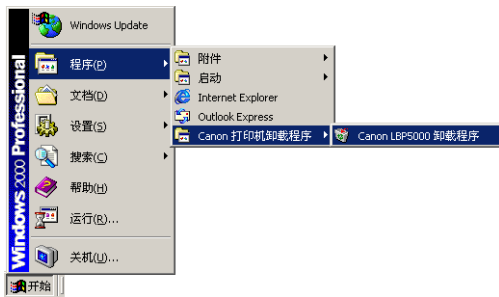 Windows 2000 Professional
Windows Update
程序(P)
文档(D)
设置(S)
搜索(C)
帮助(H)
运行(R)...
关机(U)...
开始
附件
启动
Internet Explorer
Outlook Express
Canon 打印机卸载程序
Canon LBP5000 卸载程序